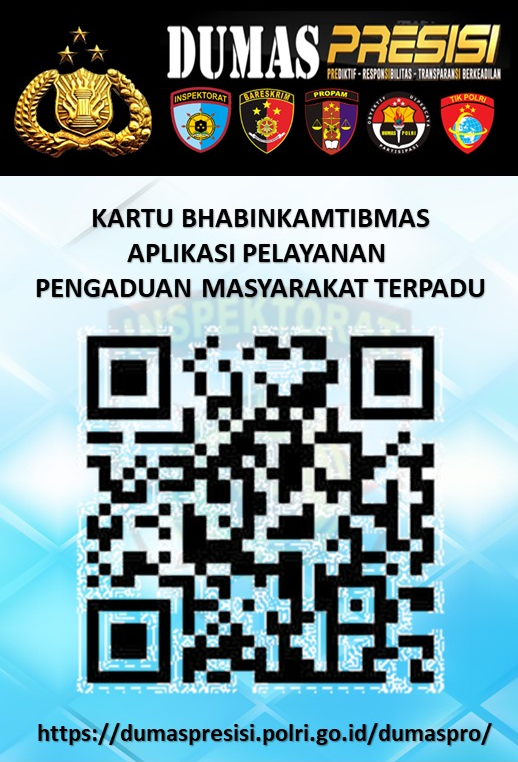 DUMAS PRESISI
PREDIKTIF - RESPONSIBILITAS - TRANSPARANSI BERKEADILAN
INSPEKTORAT
BARESKRIM
PROPAM
DUMAS POLRI
PARTISIPASI
TIK POLRI
KARTU BHABINKAMTIBMAS
APLIKASI PELAYANAN
PENGADUAN MASYARAKAT TERPADU
INSPEKTORAT
https://dumaspresisi.polri.go.id/dumaspro/